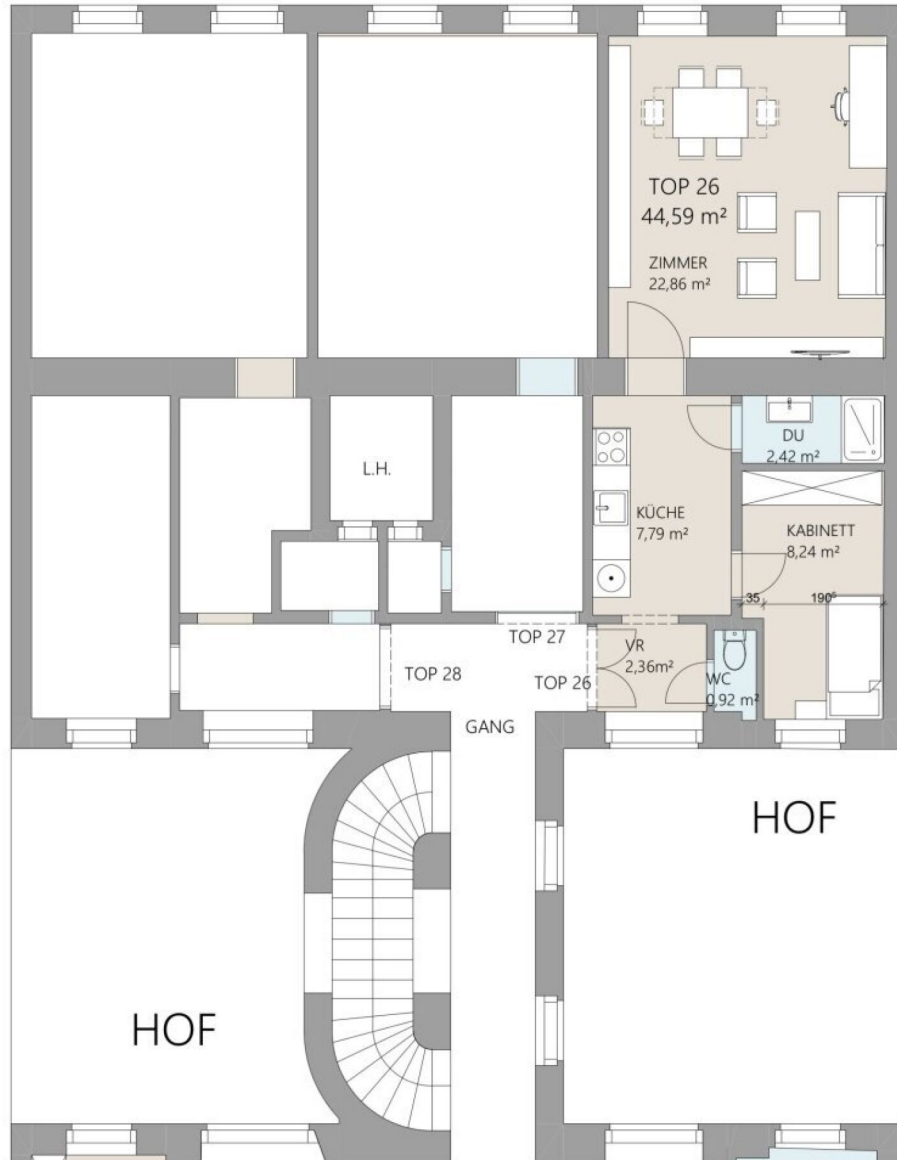 TOP 26
44,59 m²
ZIMMER
22,86 m²
L.H.
DU
2,42 m²
KÜCHE
7,79 m²
KABINETT
8,24 m²
35
190⁵
TOP 27
TOP 28
TOP 26
VR
2,36m²
WC
0,92 m²
GANG
HOF
HOF